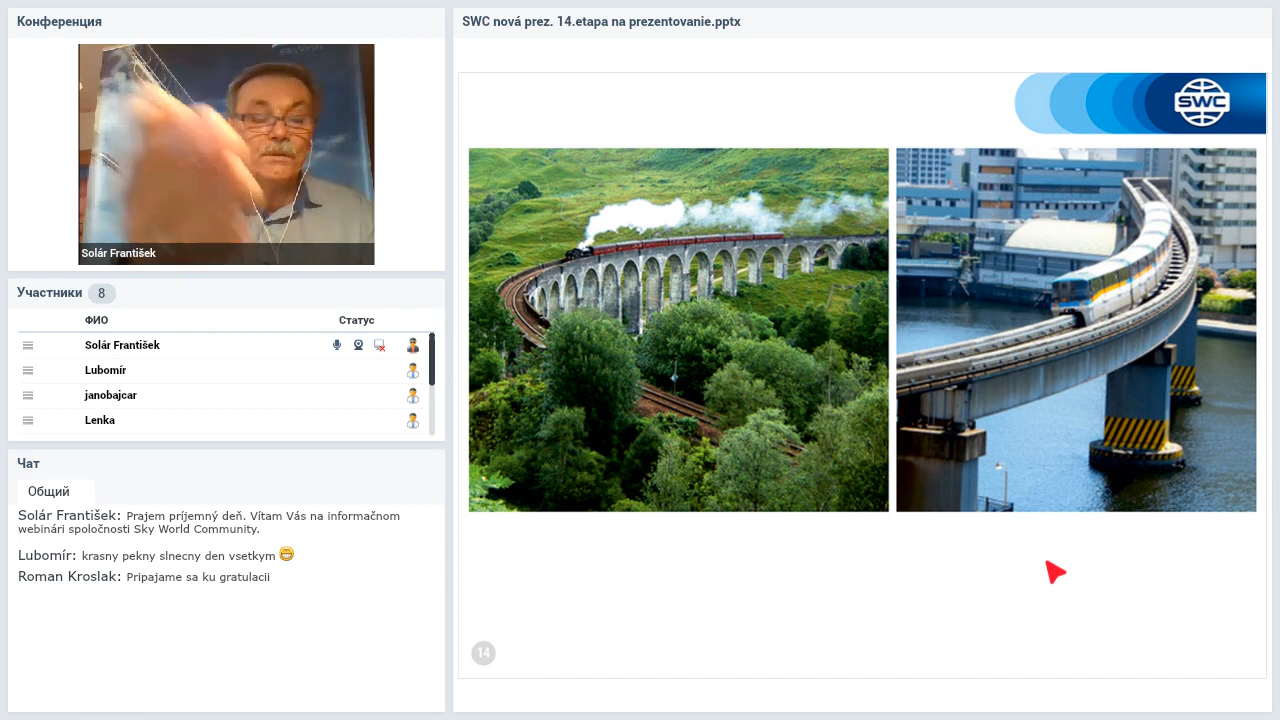 Конференция
Solár František
Участники 8
ФИО Статус
Solár František
Lubomír
janobajcar
Lenka
Чат
Общий
Solár František: Prajem príjemný deň. Vítam Vás na informačnom
webinári spoločnosti Sky World Community.
Lubomír: krasny pekny slnecny den vsetkym
Roman Kroslak: Pripajame sa ku gratulacii
SWC nová prez. 14.etapa na prezentovanie.pptx
SWC
14